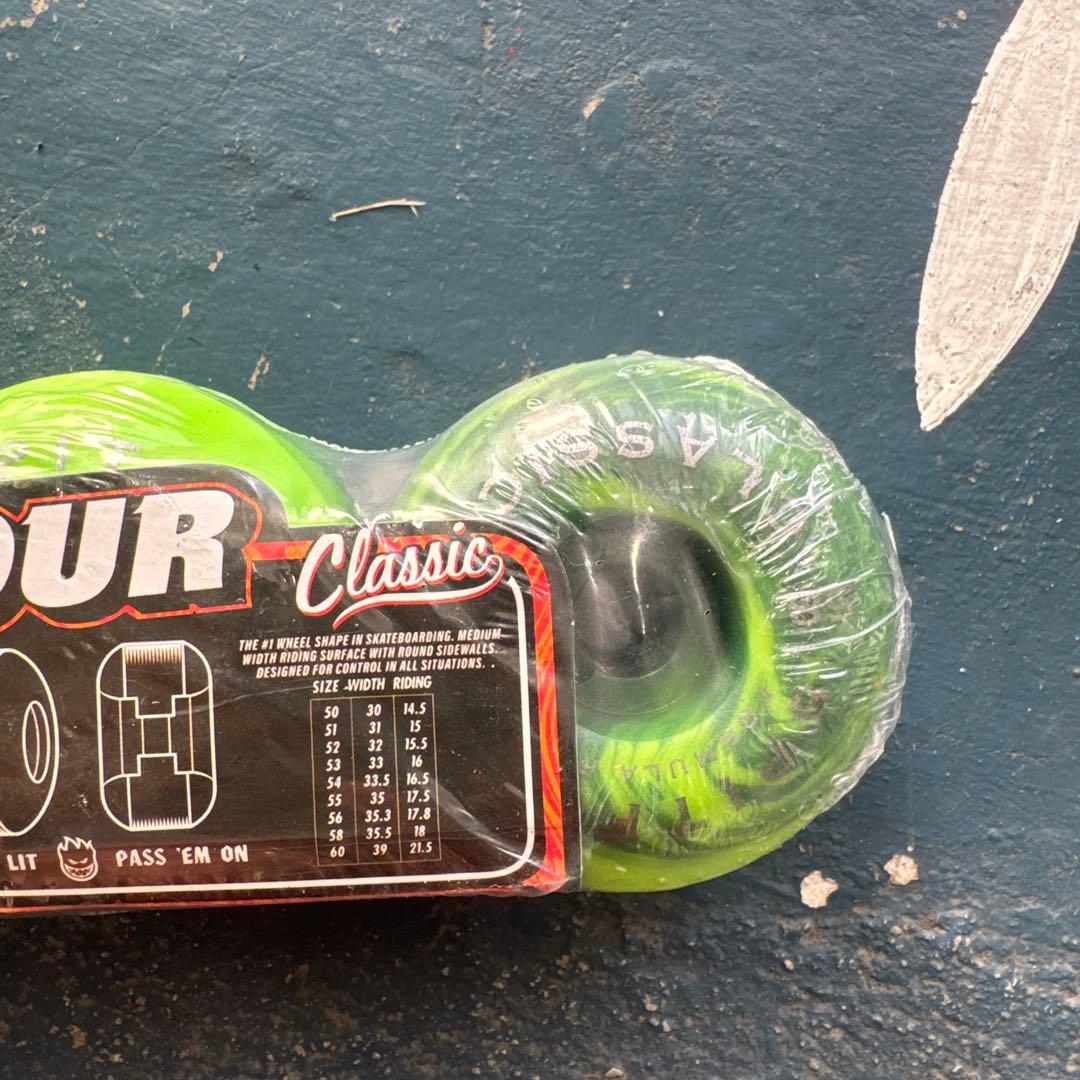 OUR
Classic
THE #1 WHEEL SHAPE IN SKATEBOARDING. MEDIUM-
WIDTH RIDING SURFACE WITH ROUND SIDEWALLS.
DESIGNED FOR CONTROL IN ALL SITUATIONS.
SIZE WIDTH RIDING
50 30 14.5
51 31 15
52 32 15.5
53 33 16
54 33.5 16.5
55 35 17.5
56 35.3 17.8
58 35.5 18
60 39 21.5
LIT PASS 'EM ON
CLASSIC